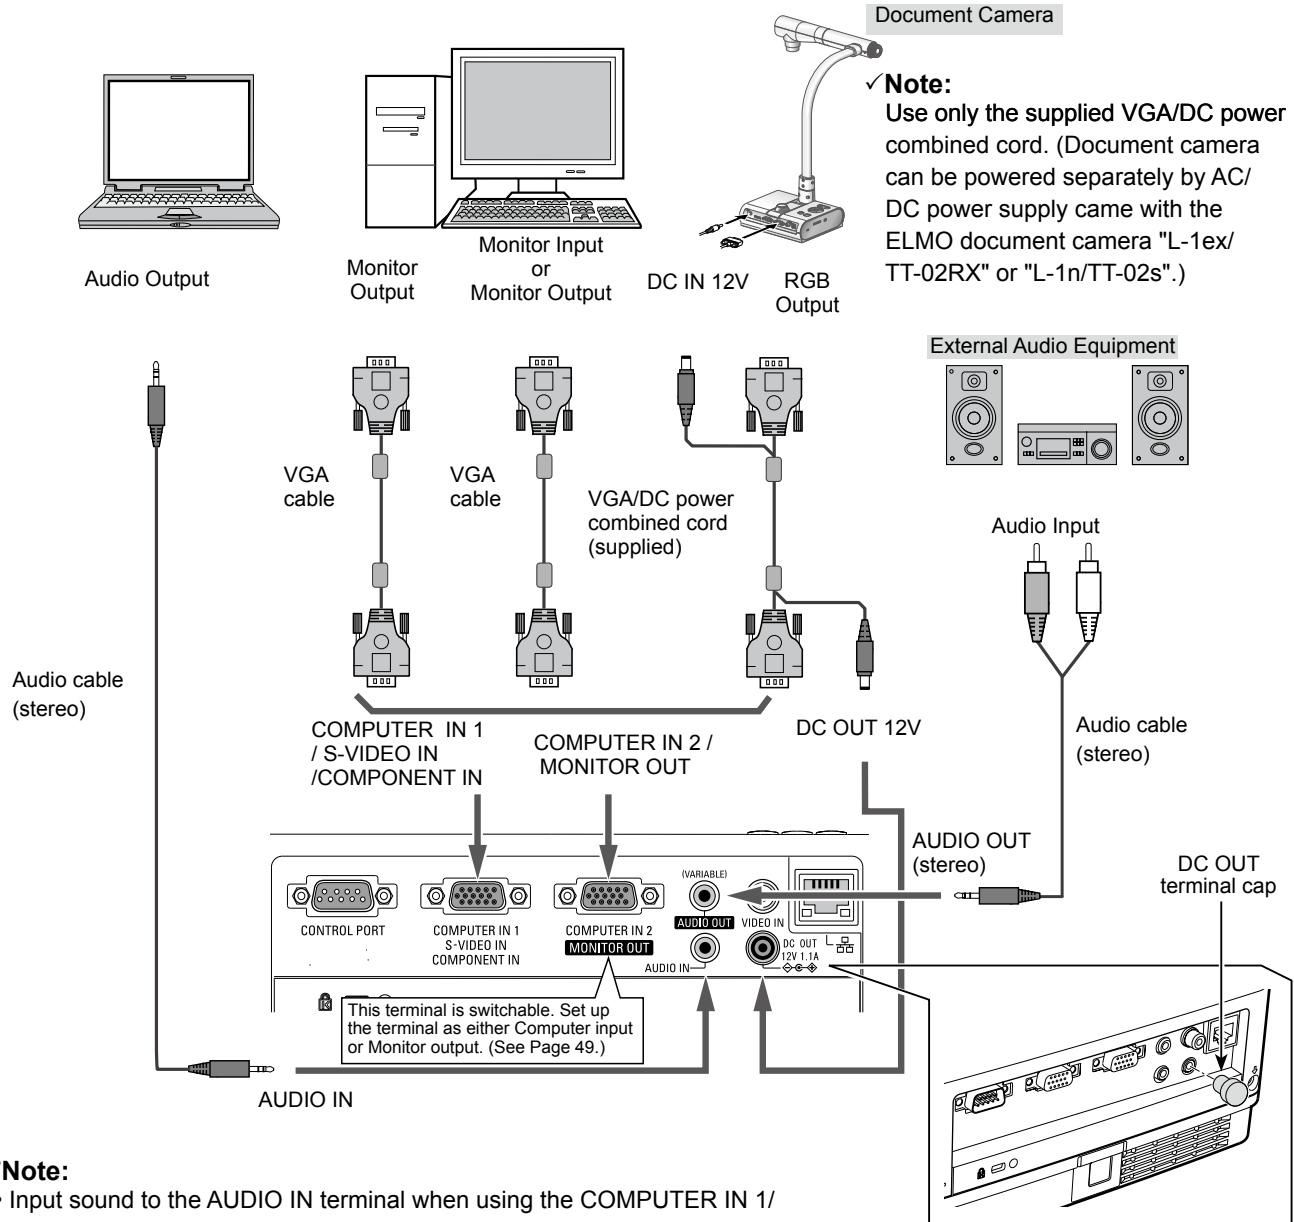 Document Camera
✓Note:
Use only the supplied VGA/DC power
combined cord. (Document camera
can be powered separately by AC/
DC power supply came with the
ELMO document camera "L-1ex/
TT-02RX" or "L-1n/TT-02s".)
Audio Output
Monitor
Output
Monitor Input
or
Monitor Output
DC IN 12V
RGB
Output
External Audio Equipment
VGA
cable
VGA
cable
VGA/DC power
combined cord
(supplied)
Audio Input
Audio cable
(stereo)
COMPUTER IN 1
/ S-VIDEO IN
/COMPONENT IN
COMPUTER IN 2 /
MONITOR OUT
DC OUT 12V
Audio cable
(stereo)
AUDIO OUT
(stereo)
DC OUT
terminal cap
(VARIABLE)
CONTROL PORT
COMPUTER IN 1
S-VIDEO IN
COMPONENT IN
COMPUTER IN 2
MONITOR OUT
AUDIO OUT
VIDEO IN
AUDIO IN
DC OUT
12V 1.1A
K
This terminal is switchable. Set up
the terminal as either Computer input
or Monitor output. (See Page 49.)
AUDIO IN
Note:
• Input sound to the AUDIO IN terminal when using the COMPUTER IN 1/